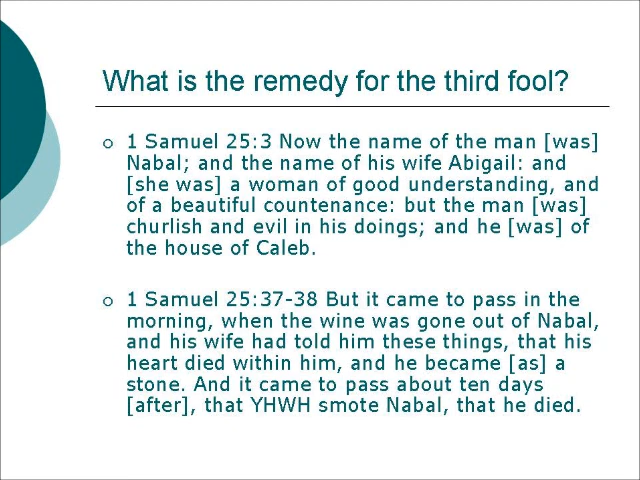 What is the remedy for the third fool?
1 Samuel 25:3 Now the name of the man [was]
Nabal; and the name of his wife Abigail: and
[she was] a woman of good understanding, and
of a beautiful countenance: but the man [was]
churlish and evil in his doings; and he [was] of
the house of Caleb.
1 Samuel 25:37-38 But it came to pass in the
morning, when the wine was gone out of Nabal,
and his wife had told him these things, that his
heart died within him, and he became [as] a
stone. And it came to pass about ten days
[after], that YHWH smote Nabal, that he died.